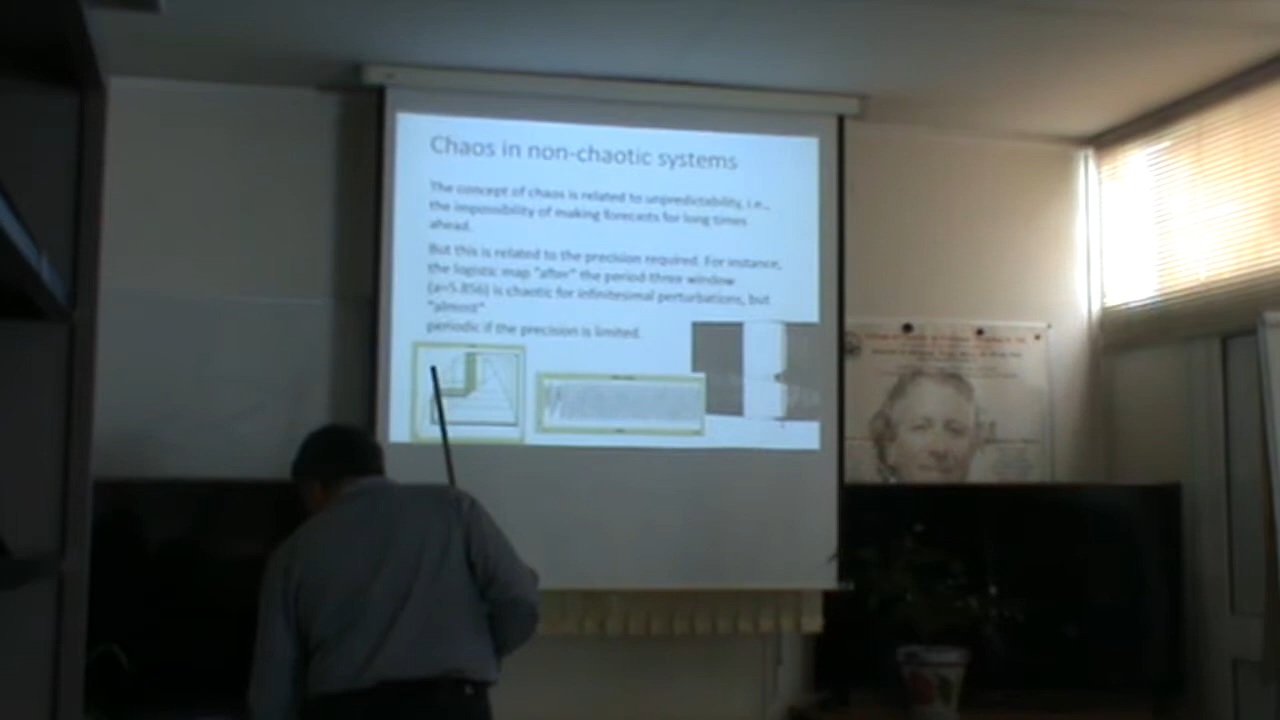 Chaos in non-chaotic systems
The concept of chaos is related to unpredictability, i.e.,
the impossibility of making forecasts for long times
ahead.
But this is related to the precision required. For instance,
the logistic map "after" the period-three window
(a=5.856) is chaotic for infinitesimal perturbations, but
"almost"
periodic if the precision is limited.